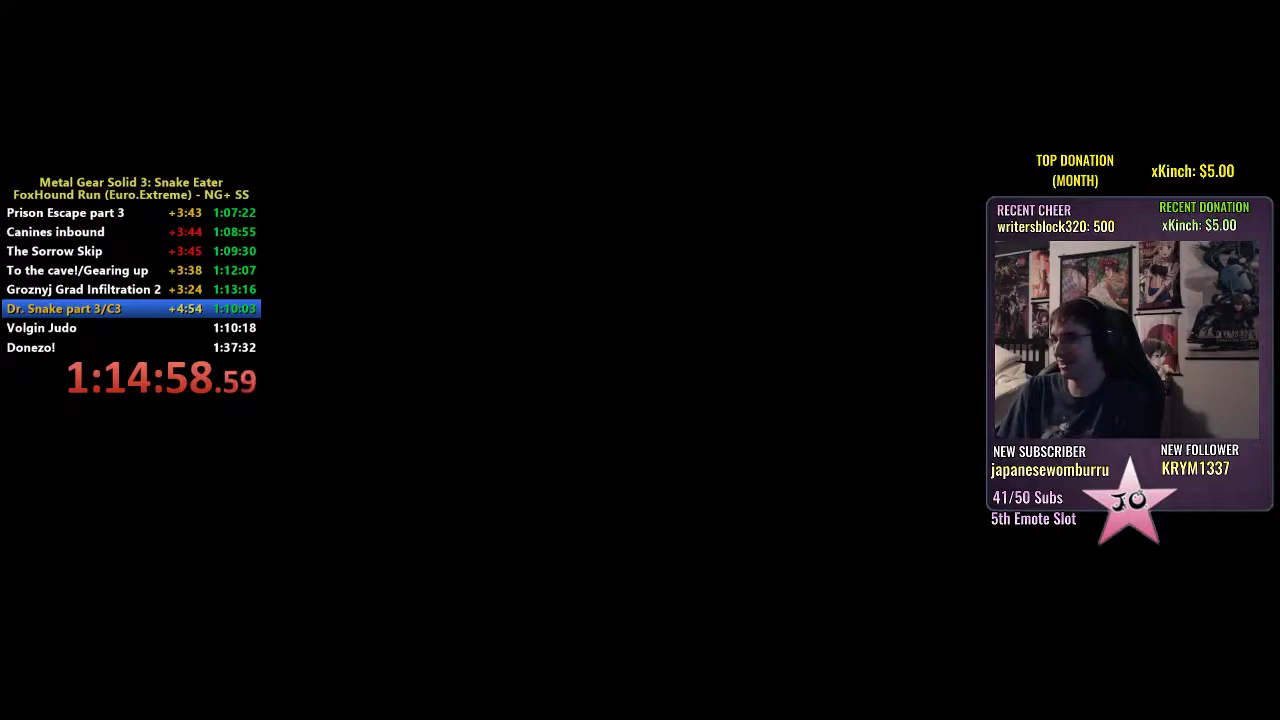 Metal Gear Solid 3: Snake Eater
FoxHound Run (Euro.Extreme) - NG+ SS
Prison Escape part 3 +3:43 1:07:22
Canines inbound +3:44 1:08:55
The Sorrow Skip +3:45 1:09:30
To the cave!/Gearing up +3:38 1:12:07
Groznyj Grad Infiltration 2 +3:24 1:13:16
Dr. Snake part 3/C3 +4:54 1:10:03
Volgin Judo 1:10:18
Donezo! 1:37:32
1:14:58.59
TOP DONATION
(MONTH)
xKinch: $5.00
RECENT CHEER
writersblock320: 500
RECENT DONATION
xKinch: $5.00
NEW SUBSCRIBER
japanesewomburru
NEW FOLLOWER
KRYM1337
41/50 Subs
5th Emote Slot
JO